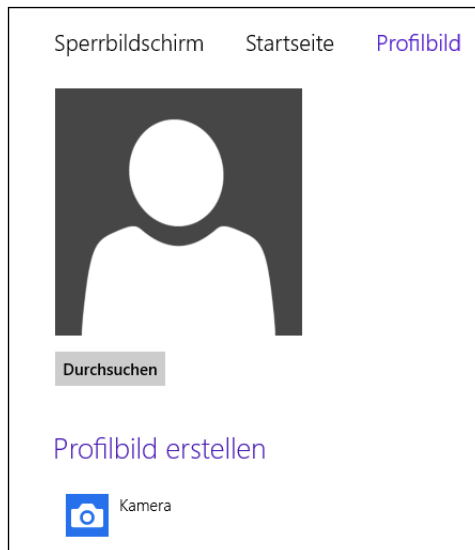 Sperrbildschirm Startseite Profilbild
Durchsuchen
Profilbild erstellen
Kamera